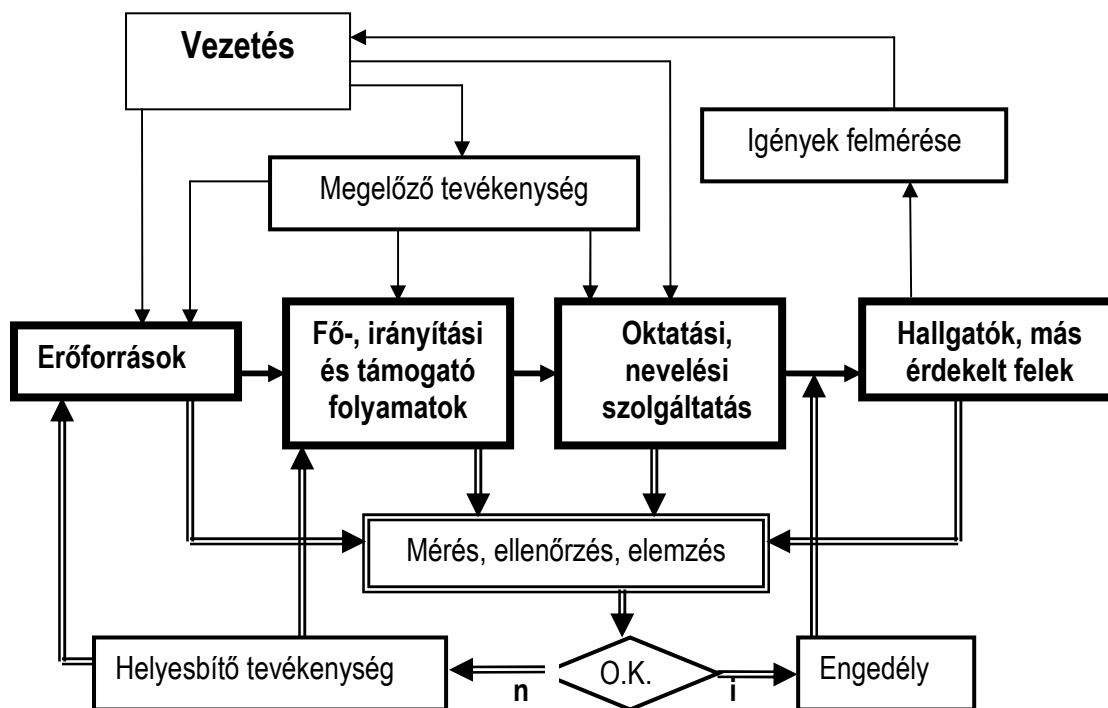 Vezetés
Igények felmérése
Megelőző tevékenység
Erőforrások
Fő-, irányítási
és támogató
folyamatok
Oktatási,
nevelési
szolgáltatás
Hallgatók, más
érdekelt felek
Mérés, ellenőrzés, elemzés
Helyesbítő tevékenység
n
O.K.
i
Engedély